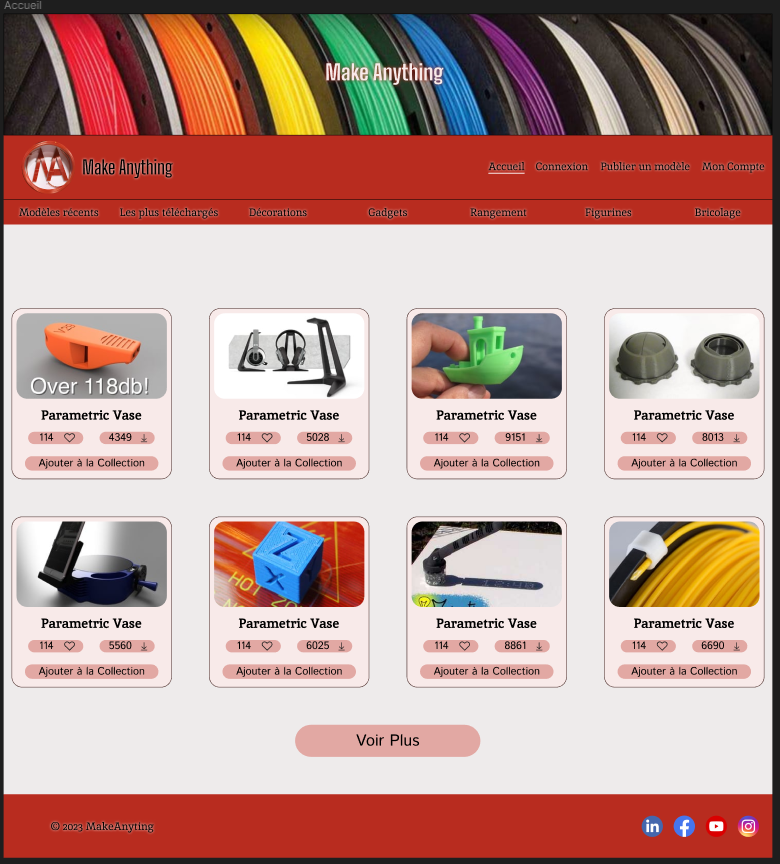 Accueil
Make Anything
MA Make Anything
Accueil Connexion Publier un modèle Mon Compte
Modèles récents Les plus téléchargés Décorations Gadgets Rangement Figurines Bricolage
V29
Over 118db!
Parametric Vase
114 4349
Ajouter à la Collection
Parametric Vase
114 5028
Ajouter à la Collection
Parametric Vase
114 9151
Ajouter à la Collection
Parametric Vase
114 8013
Ajouter à la Collection
Parametric Vase
114 5560
Ajouter à la Collection
Z
X
HOT
Parametric Vase
114 6025
Ajouter à la Collection
Parametric Vase
114 8861
Ajouter à la Collection
Parametric Vase
114 6690
Ajouter à la Collection
Voir Plus
© 2023 MakeAnyting
in